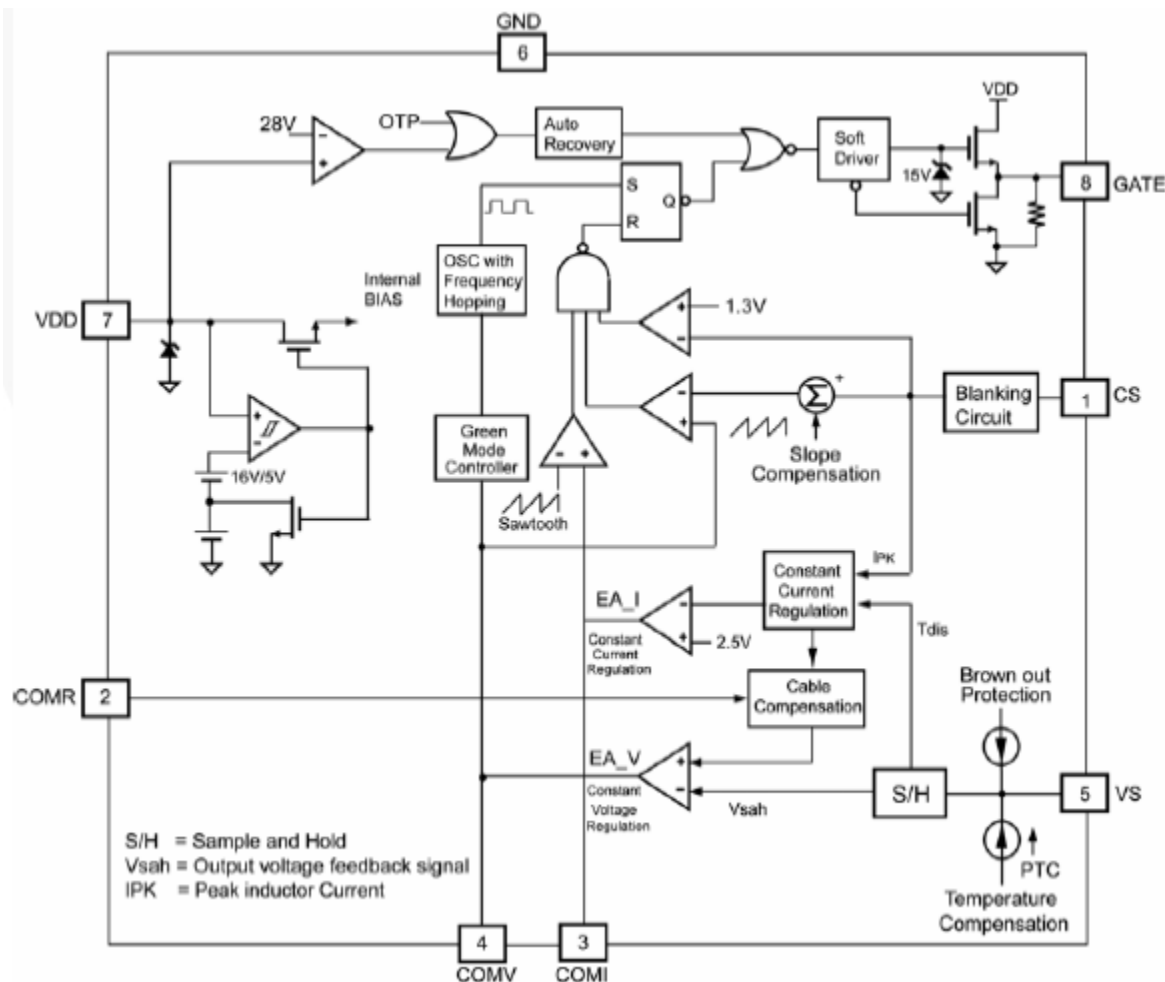 GND
6
VDD
28V
OTP
Auto
Recovery
Soft
Driver
15V
8
GATE
S
Q
R
OSC with
Frequency
Hopping
Internal
BIAS
VDD
7
1.3V
Blanking
Circuit
1
CS
Σ
+
Green
Mode
Controller
16V/5V
Slope
Compensation
Sawtooth
IPK
Constant
Current
Regulation
EA_I
Constant
Current
Regulation
2.5V
Tdis
COMR
2
Cable
Compensation
Brown out
Protection
EA_V
Constant
Voltage
Regulation
Vsah
S/H
5
VS
PTC
Temperature
Compensation
S/H = Sample and Hold
Vsah = Output voltage feedback signal
IPK = Peak inductor Current
4
COMV
3
COMI